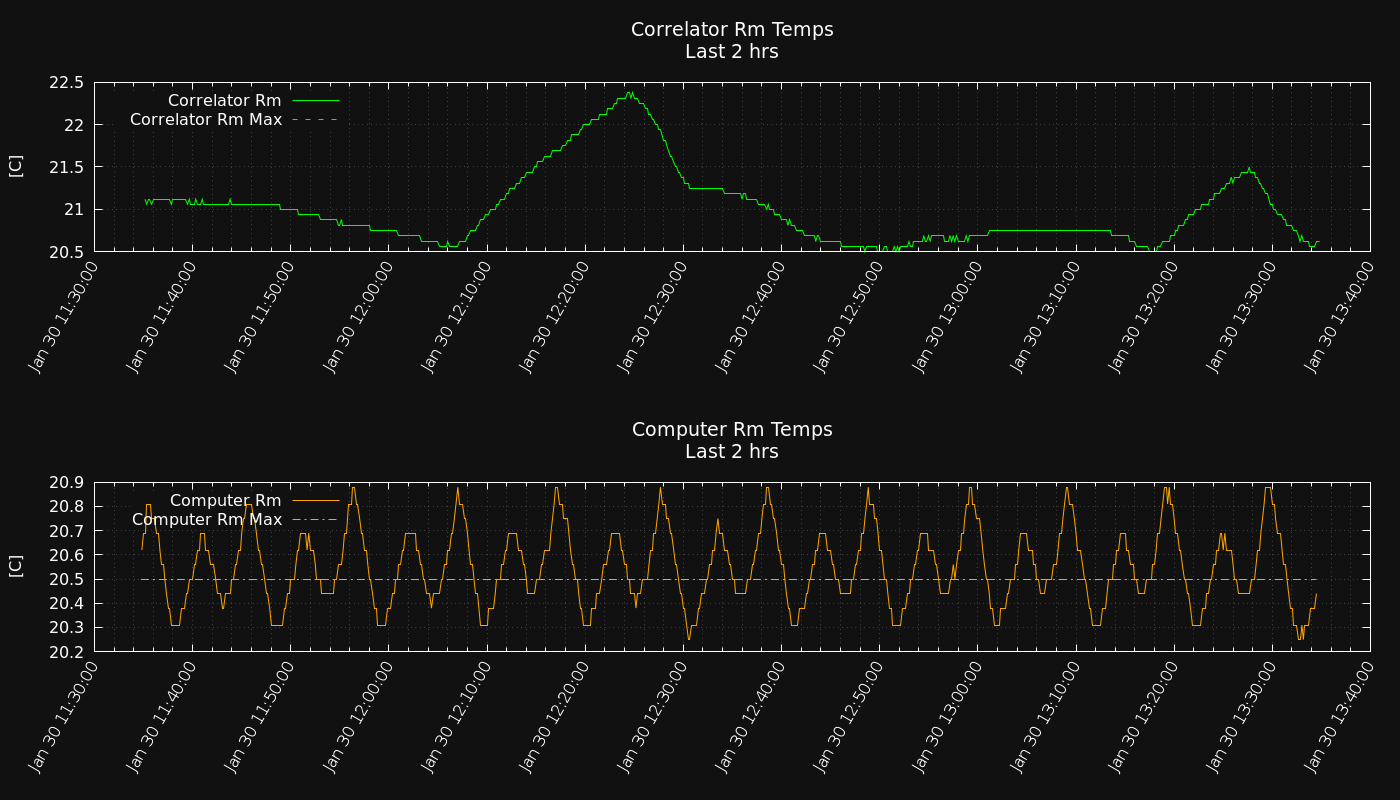 Correlator Rm Temps
Last 2 hrs
22.5
22
21.5
21
20.5
[C]
Correlator Rm
Correlator Rm Max
Jan 30 11:30:00
Jan 30 11:40:00
Jan 30 11:50:00
Jan 30 12:00:00
Jan 30 12:10:00
Jan 30 12:20:00
Jan 30 12:30:00
Jan 30 12:40:00
Jan 30 12:50:00
Jan 30 13:00:00
Jan 30 13:10:00
Jan 30 13:20:00
Jan 30 13:30:00
Jan 30 13:40:00
Computer Rm Temps
Last 2 hrs
20.9
20.8
20.7
20.6
20.5
20.4
20.3
20.2
[C]
Computer Rm
Computer Rm Max
Jan 30 11:30:00
Jan 30 11:40:00
Jan 30 11:50:00
Jan 30 12:00:00
Jan 30 12:10:00
Jan 30 12:20:00
Jan 30 12:30:00
Jan 30 12:40:00
Jan 30 12:50:00
Jan 30 13:00:00
Jan 30 13:10:00
Jan 30 13:20:00
Jan 30 13:30:00
Jan 30 13:40:00